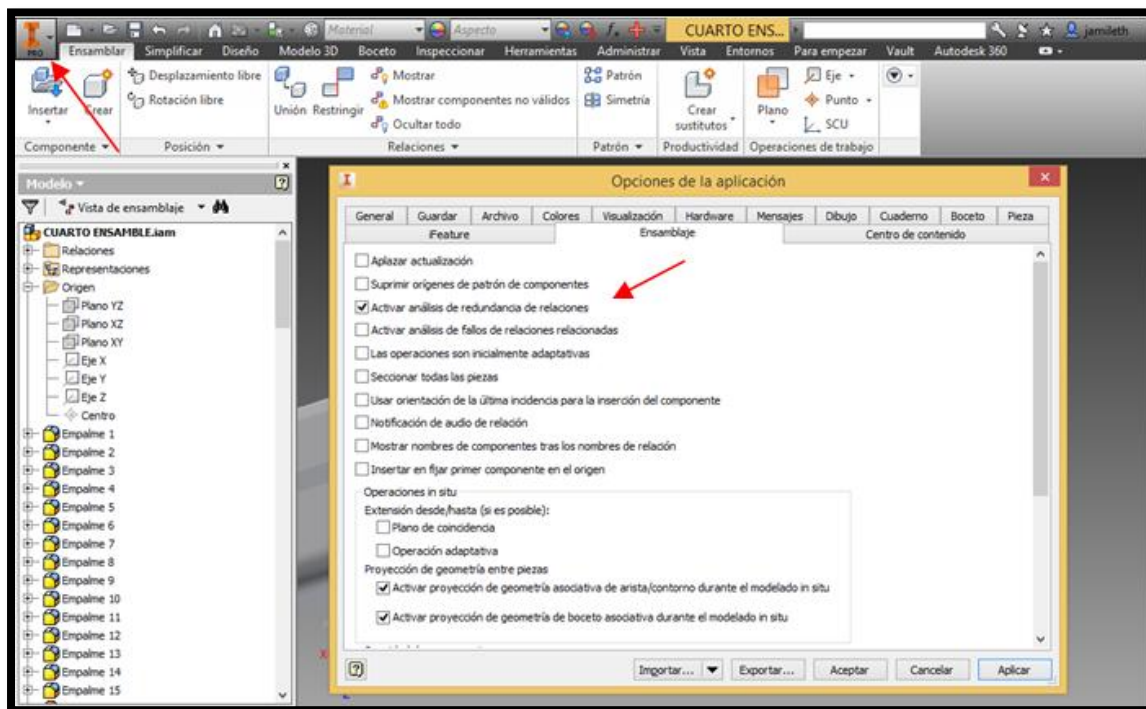 PRO
Material
Aspecto
CUARTO ENS...
jamileth
Ensamblar Simplificar Diseño Modelo 3D Boceto Inspeccionar Herramientas Administrar Vista Entornos Para empezar Vault Autodesk 360
Insertar
Crear
Desplazamiento libre
Rotación libre
Unión Restringir
Mostrar
Mostrar componentes no válidos
Ocultar todo
Patrón
Simetría
Crear
sustitutos
Plano
Eje
Punto
SCU
Componente Posición Relaciones Patrón Productividad Operaciones de trabajo
Modelo
Vista de ensamblaje
CUARTO ENSAMBLE.iam
Relaciones
Representaciones
Origen
Plano YZ
Plano XZ
Plano XY
Eje X
Eje Y
Eje Z
Centro
Empalme 1
Empalme 2
Empalme 3
Empalme 4
Empalme 5
Empalme 6
Empalme 7
Empalme 8
Empalme 9
Empalme 10
Empalme 11
Empalme 12
Empalme 13
Empalme 14
Empalme 15
Opciones de la aplicación
General Guardar Archivo Colores Visualización Hardware Mensajes Dibujo Cuaderno Boceto Pieza
iFeature Ensamblaje Centro de contenido
Aplazar actualización
Suprimir orígenes de patrón de componentes
Activar análisis de redundancia de relaciones
Activar análisis de fallos de relaciones relacionadas
Las operaciones son inicialmente adaptativas
Seccionar todas las piezas
Usar orientación de la última incidencia para la inserción del componente
Notificación de audio de relación
Mostrar nombres de componentes tras los nombres de relación
Insertar en fijar primer componente en el origen
Operaciones in situ
Extensión desde/hasta (si es posible):
Plano de coincidencia
Operación adaptativa
Proyección de geometría entre piezas
Activar proyección de geometría asociativa de arista/contorno durante el modelado in situ
Activar proyección de geometría de boceto asociativa durante el modelado in situ
Importar... Exportar... Aceptar Cancelar Aplicar